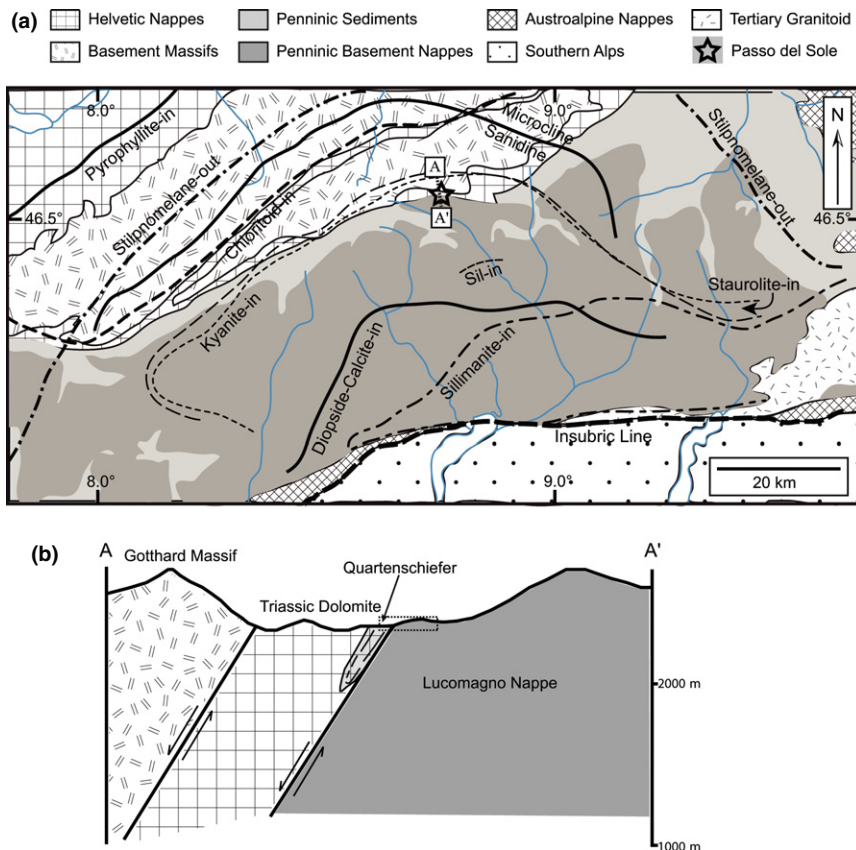 (a)
Helvetic Nappes
Penninic Sediments
Austroalpine Nappes
Tertiary Granitoid
Basement Massifs
Penninic Basement Nappes
Southern Alps
Passo del Sole
8.0°
9.0°
N
Pyrophyllite-in
Stilpnomelane-out
Microcline
Sanidine
Stilpnomelane-out
46.5°
46.5°
Chloritoid-in
A
A'
Kyanite-in
Sil-in
Staurolite-in
Diopside-Calcite-in
Sillimanite-in
Insubric Line
8.0°
9.0°
20 km
(b)
A
A'
Gotthard Massif
Quartenschiefer
Triassic Dolomite
Lucomagno Nappe
2000 m
1000 m